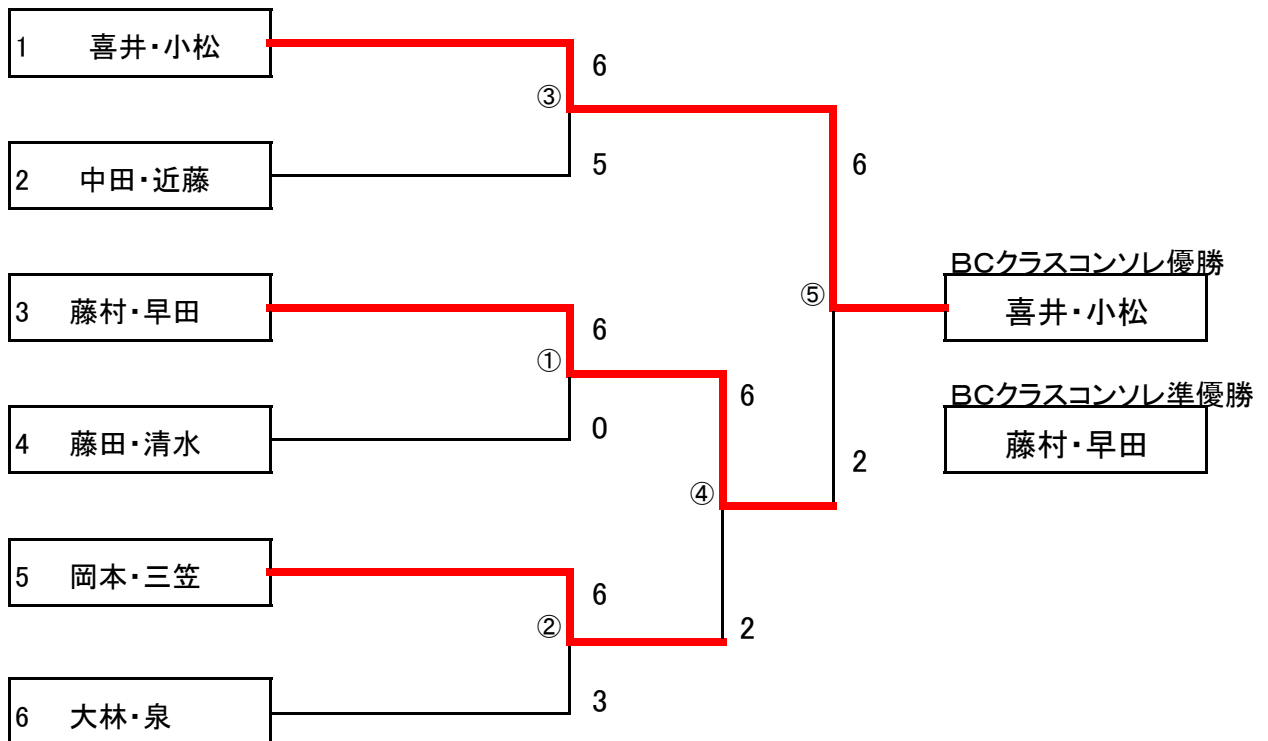 1 喜井・小松
6
③
5
2 中田・近藤
6
BCクラスコンソレ優勝
⑤
喜井・小松
3 藤村・早田
6
①
6
BCクラスコンソレ準優勝
0
4 藤田・清水
藤村・早田
2
④
5 岡本・三笠
6
②
2
3
6 大林・泉